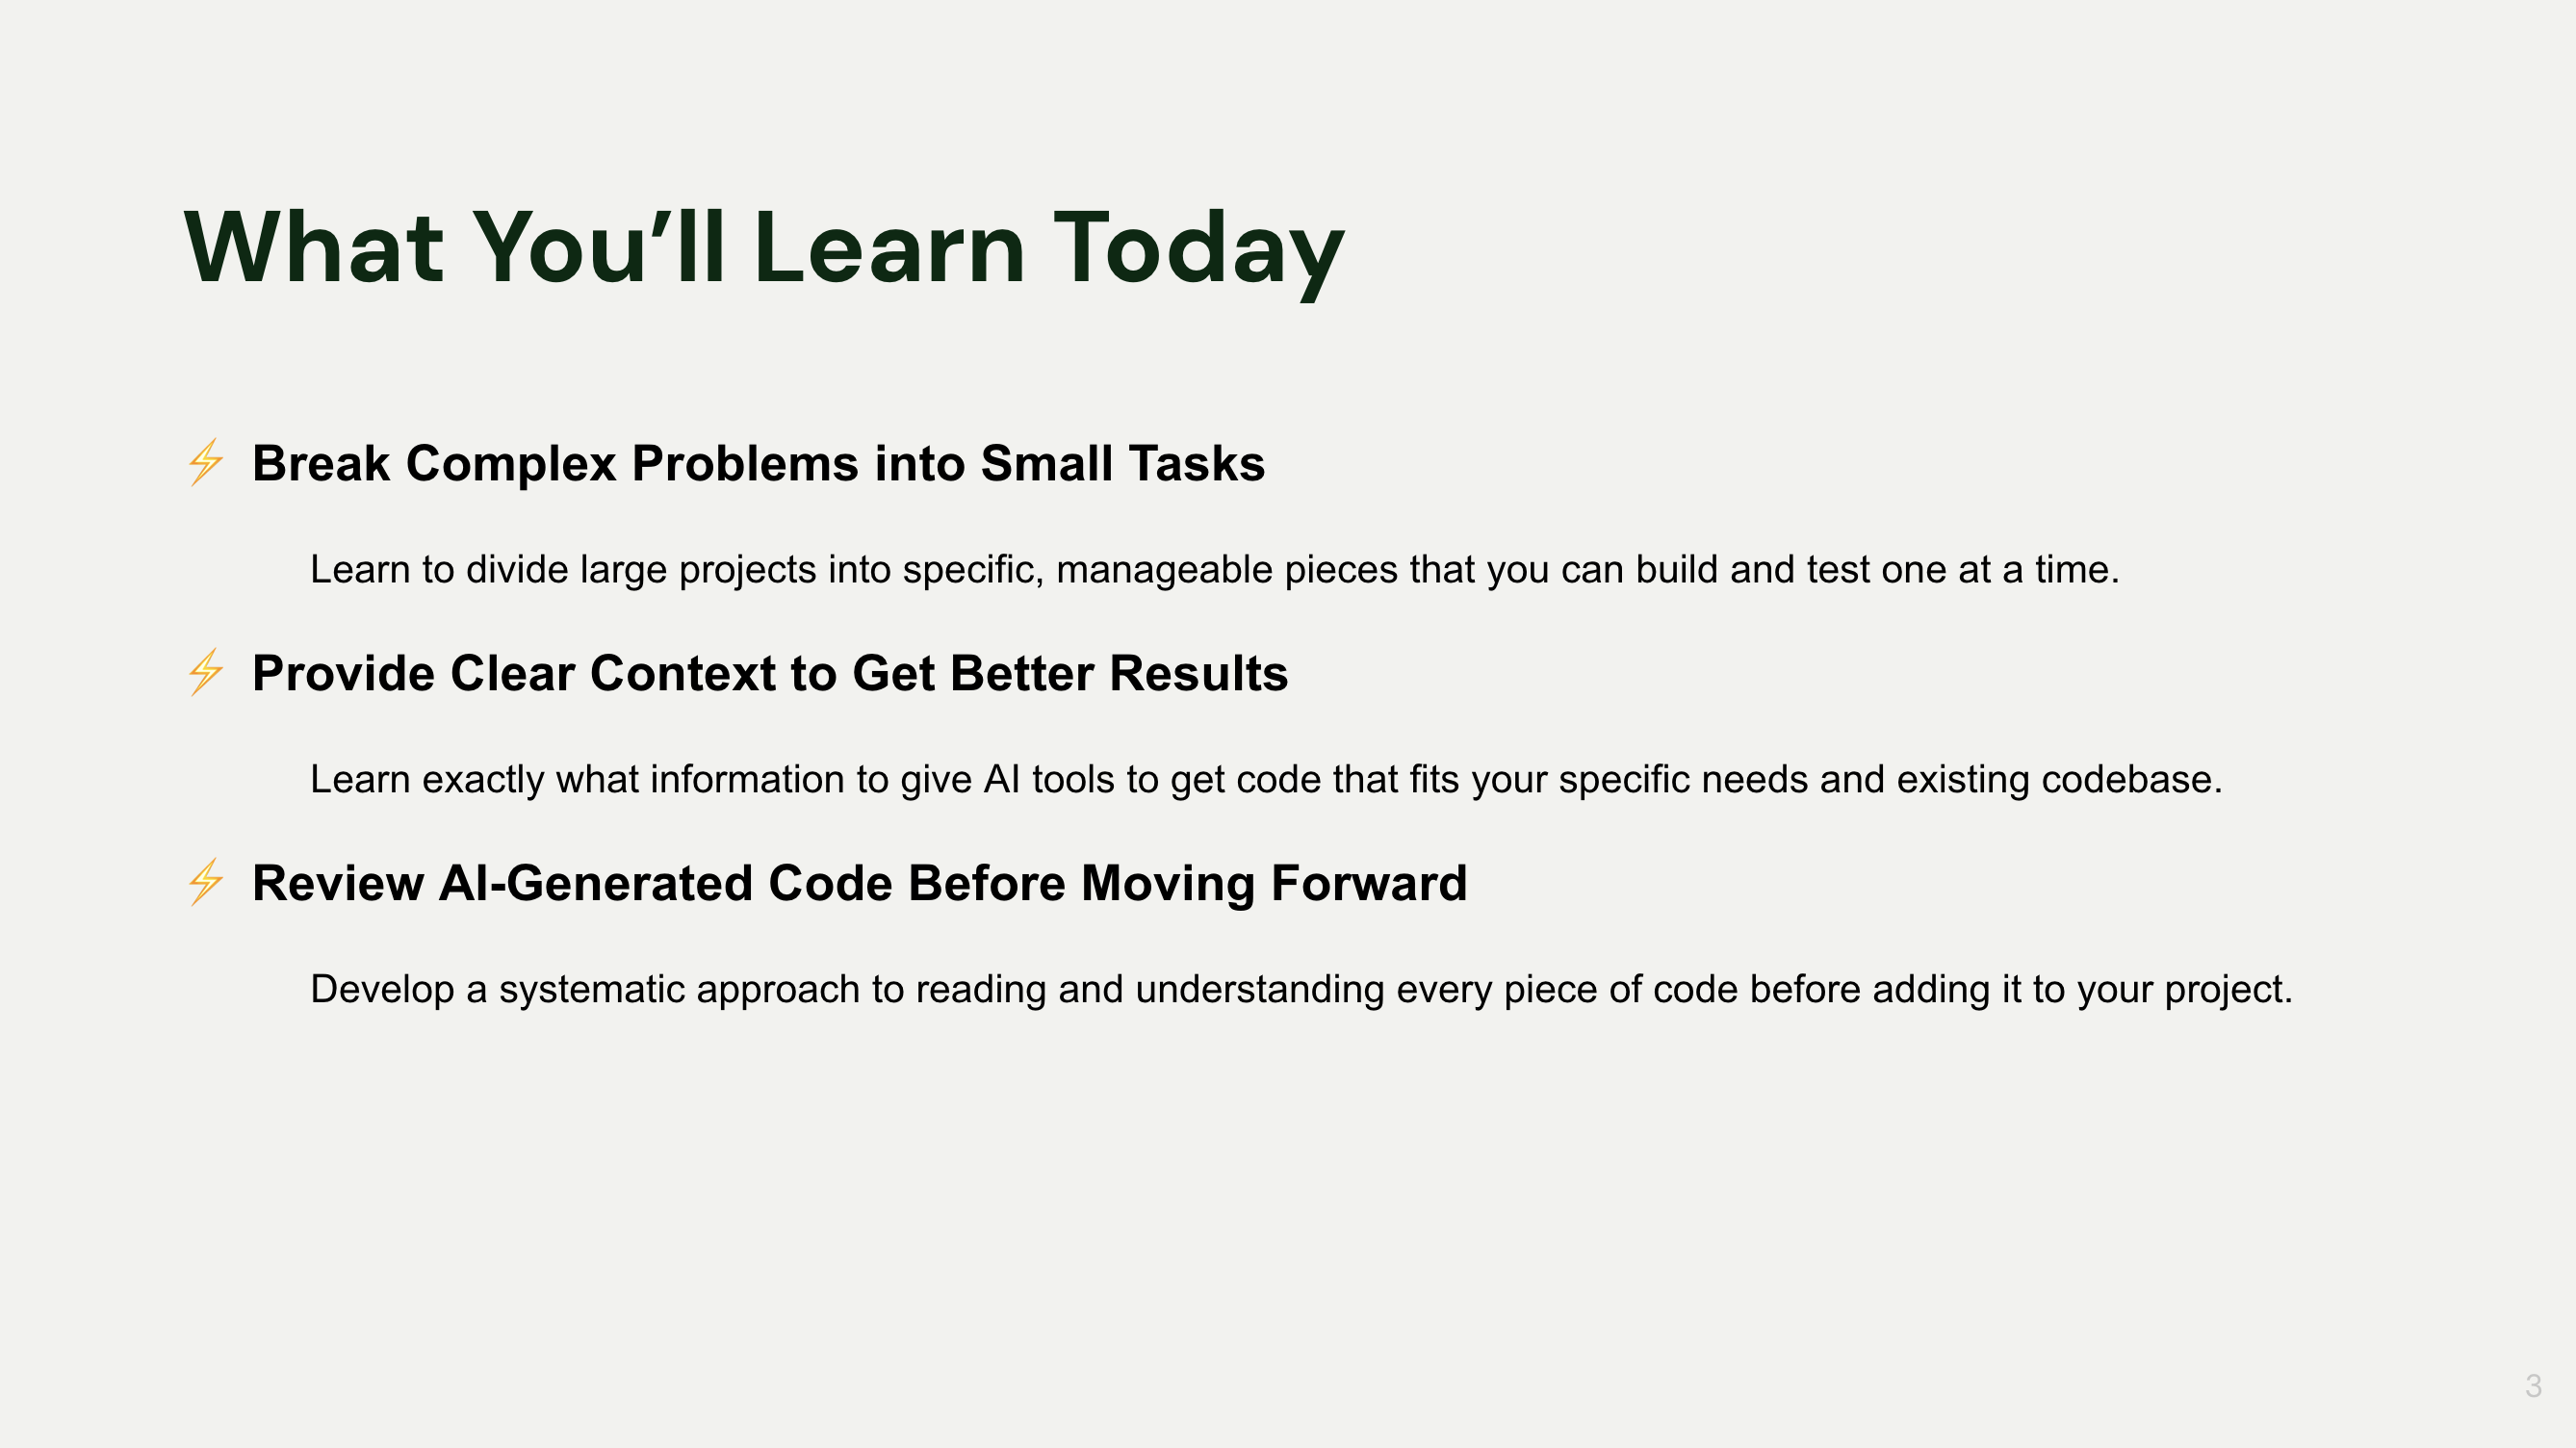 What You’ll Learn Today
⚡ Break Complex Problems into Small Tasks
Learn to divide large projects into specific, manageable pieces that you can build and test one at a time.
⚡ Provide Clear Context to Get Better Results
Learn exactly what information to give AI tools to get code that fits your specific needs and existing codebase.
⚡ Review AI-Generated Code Before Moving Forward
Develop a systematic approach to reading and understanding every piece of code before adding it to your project.
3